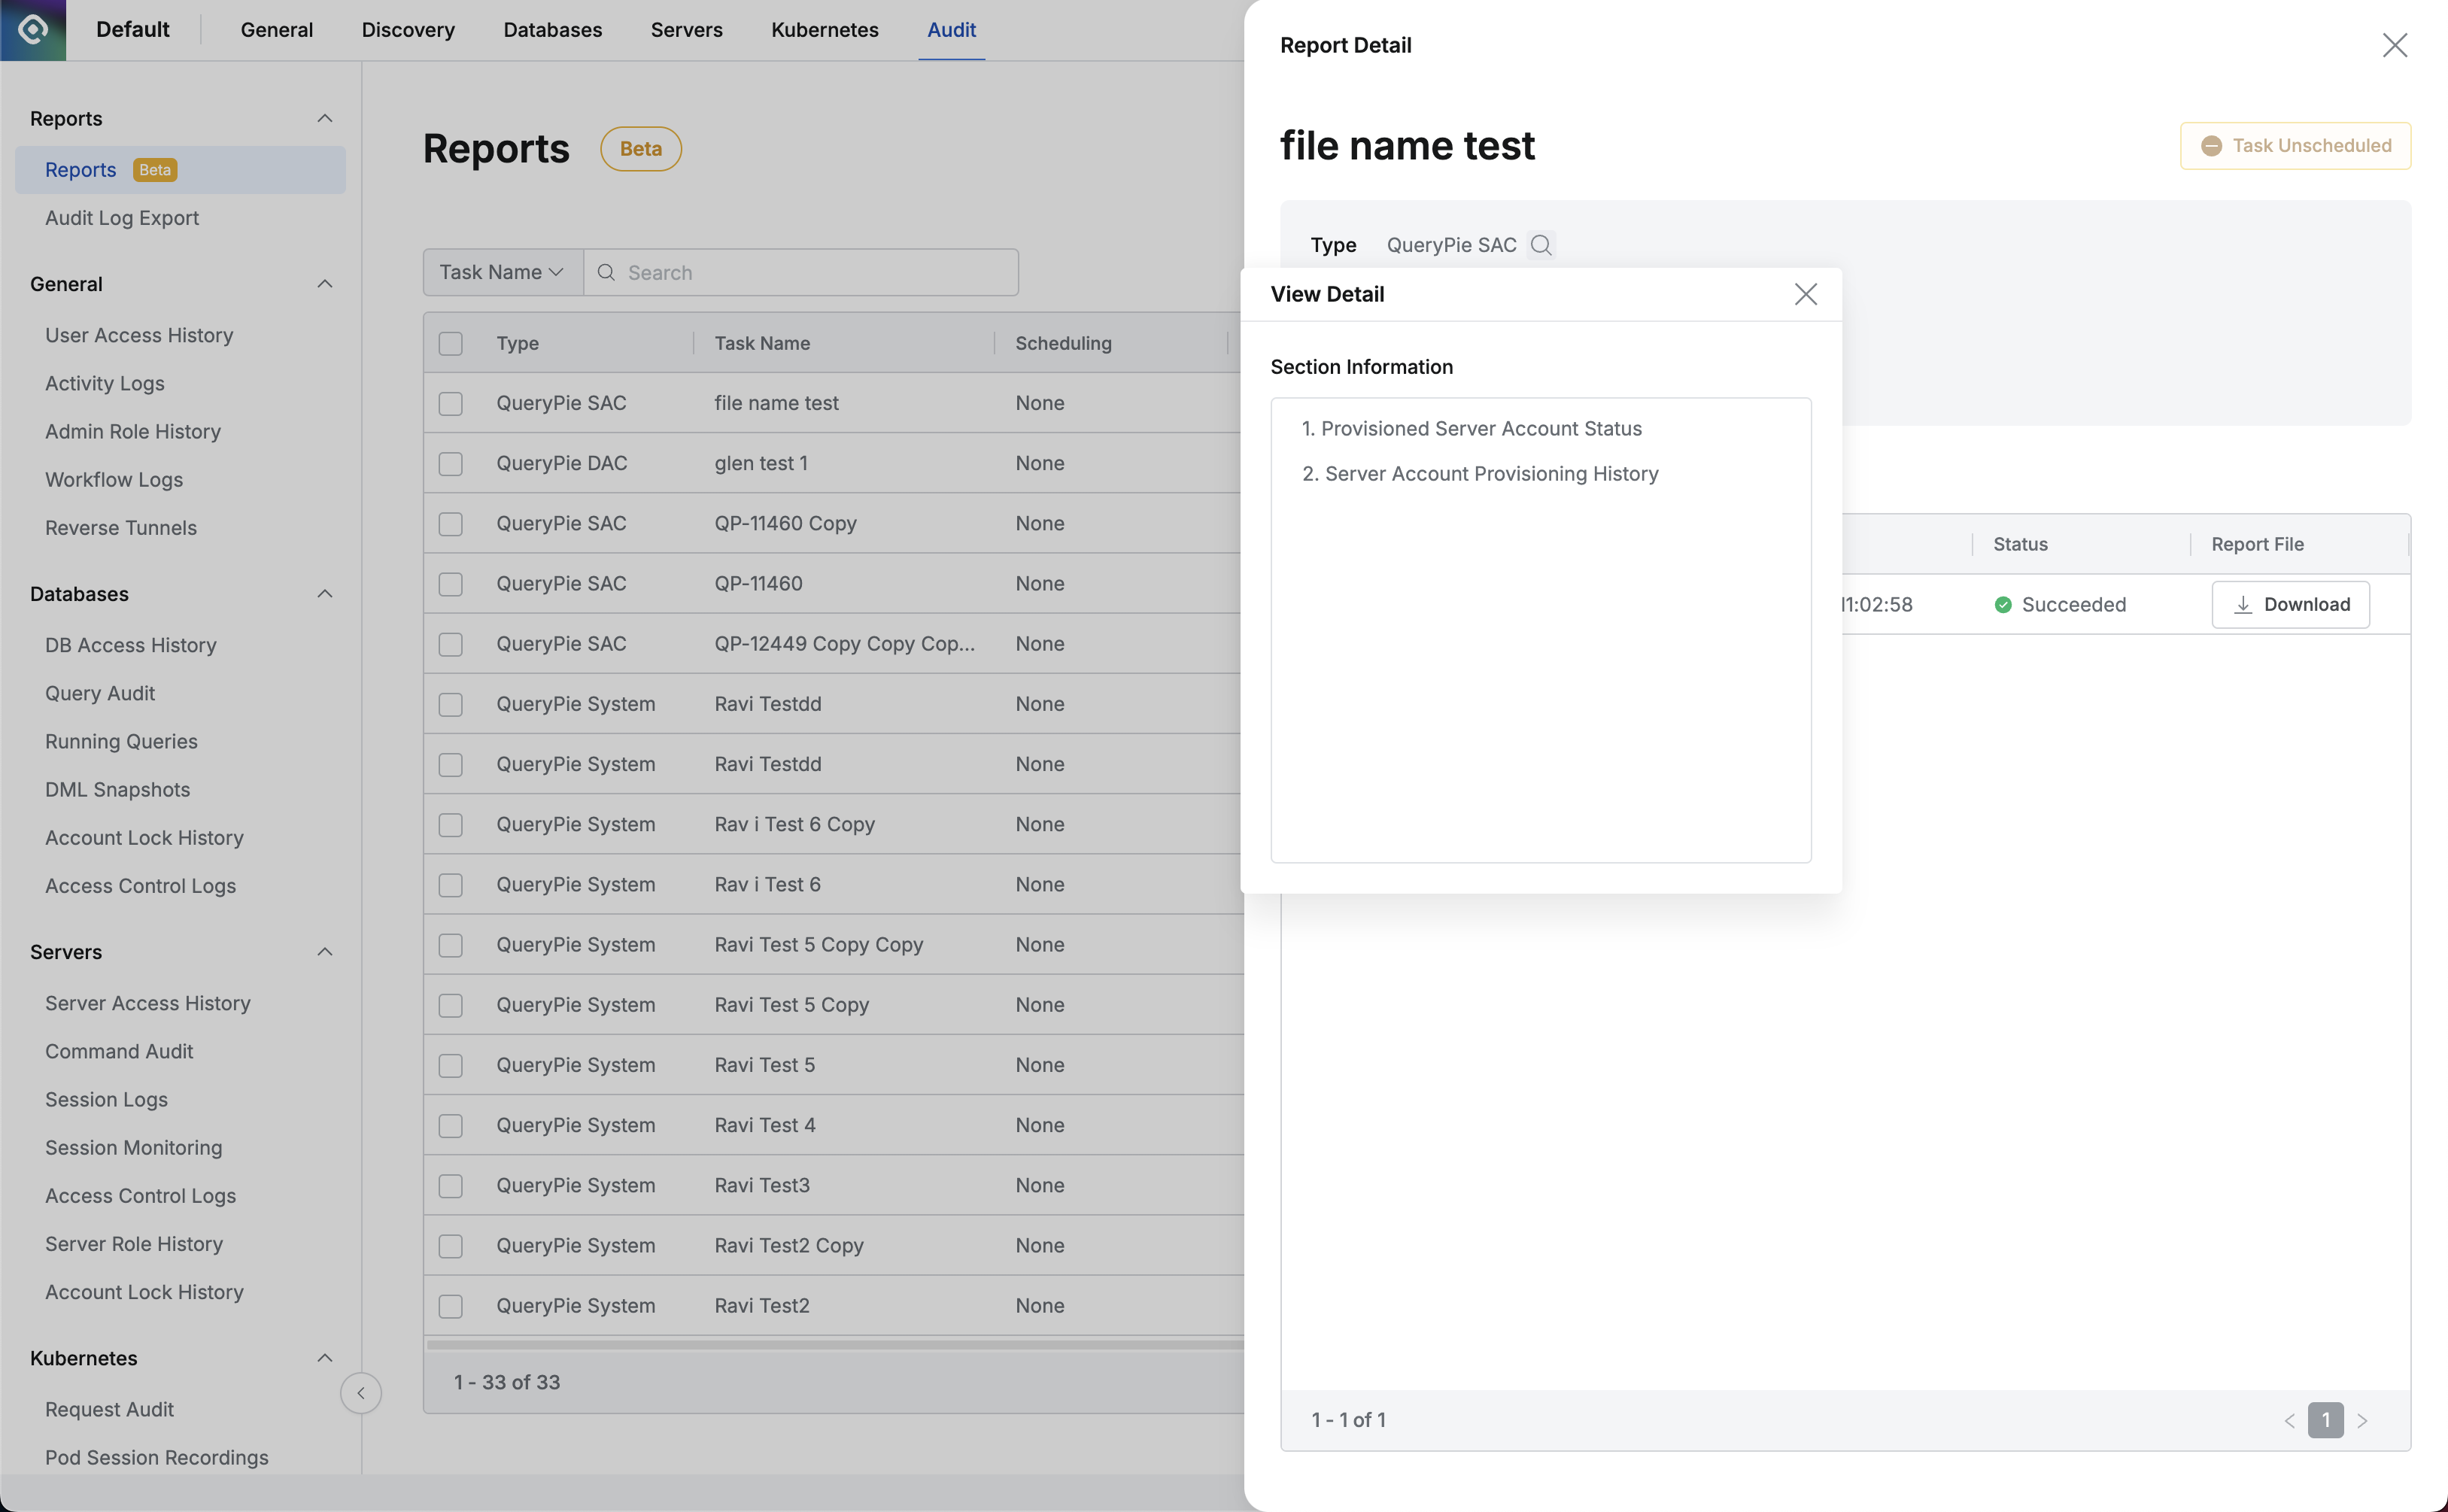 Default
General
Discovery
Databases
Servers
Kubernetes
Audit
Reports
Reports Beta
Audit Log Export
General
User Access History
Activity Logs
Admin Role History
Workflow Logs
Reverse Tunnels
Databases
DB Access History
Query Audit
Running Queries
DML Snapshots
Account Lock History
Access Control Logs
Servers
Server Access History
Command Audit
Session Logs
Session Monitoring
Access Control Logs
Server Role History
Account Lock History
Kubernetes
Request Audit
Pod Session Recordings
Reports Beta
Task Name Search
Type Task Name Scheduling
QueryPie SAC file name test None
QueryPie DAC glen test 1 None
QueryPie SAC QP-11460 Copy None
QueryPie SAC QP-11460 None
QueryPie SAC QP-12449 Copy Copy Cop... None
QueryPie System Ravi Testdd None
QueryPie System Ravi Testdd None
QueryPie System Rav i Test 6 Copy None
QueryPie System Rav i Test 6 None
QueryPie System Ravi Test 5 Copy Copy None
QueryPie System Ravi Test 5 Copy None
QueryPie System Ravi Test 5 None
QueryPie System Ravi Test 4 None
QueryPie System Ravi Test3 None
QueryPie System Ravi Test2 Copy None
QueryPie System Ravi Test2 None
1 - 33 of 33
Report Detail
file name test
Task Unscheduled
Type QueryPie SAC
View Detail
Section Information
1. Provisioned Server Account Status
2. Server Account Provisioning History
Status Report File
11:02:58 Succeeded Download
1 - 1 of 1
1